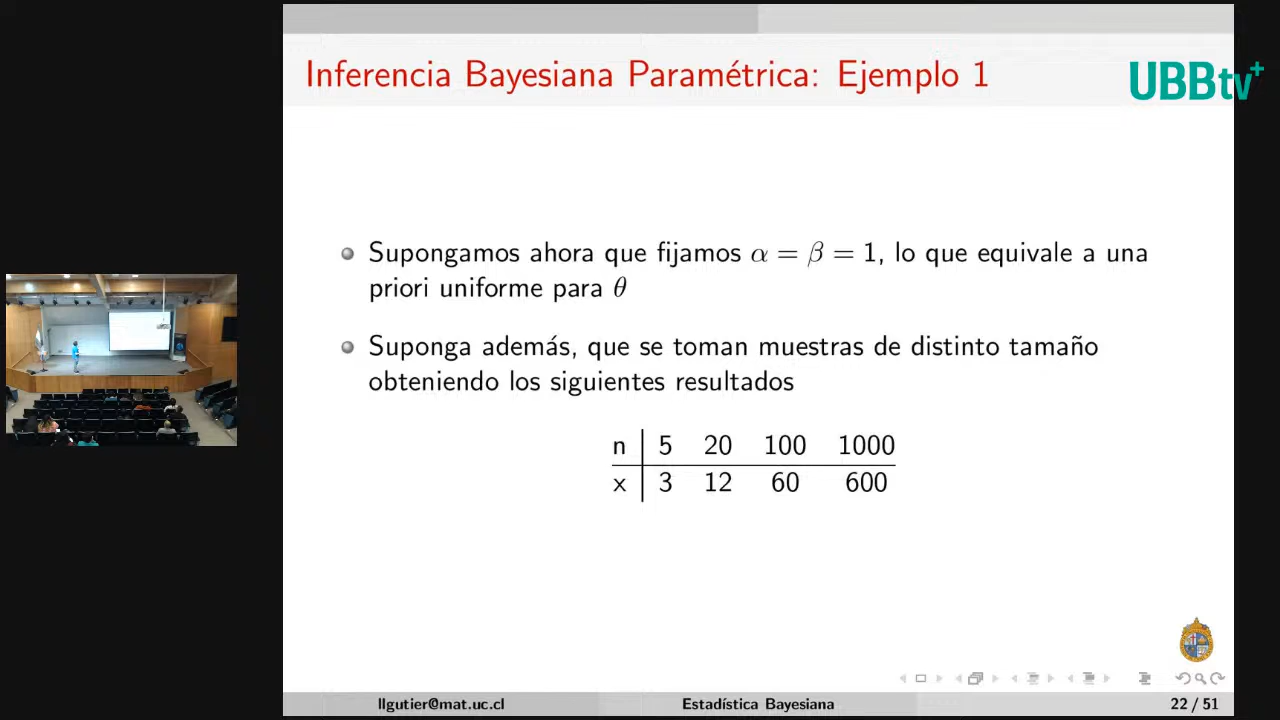 Inferencia Bayesiana Paramétrica: Ejemplo 1
UBBtv+
Supongamos ahora que fijamos α = β = 1, lo que equivale a una
priori uniforme para θ
Suponga además, que se toman muestras de distinto tamaño
obteniendo los siguientes resultados
n 5 20 100 1000
x 3 12 60 600
llgutier@mat.uc.cl Estadística Bayesiana 22 / 51